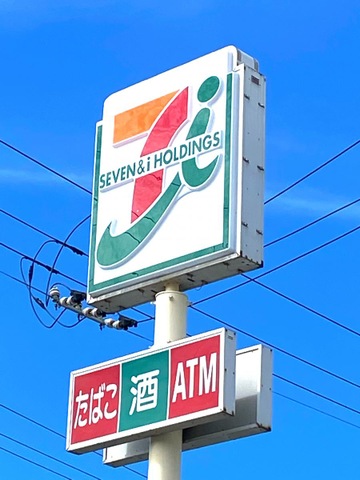 SEVEN & i HOLDINGS
たばこ 酒 ATM